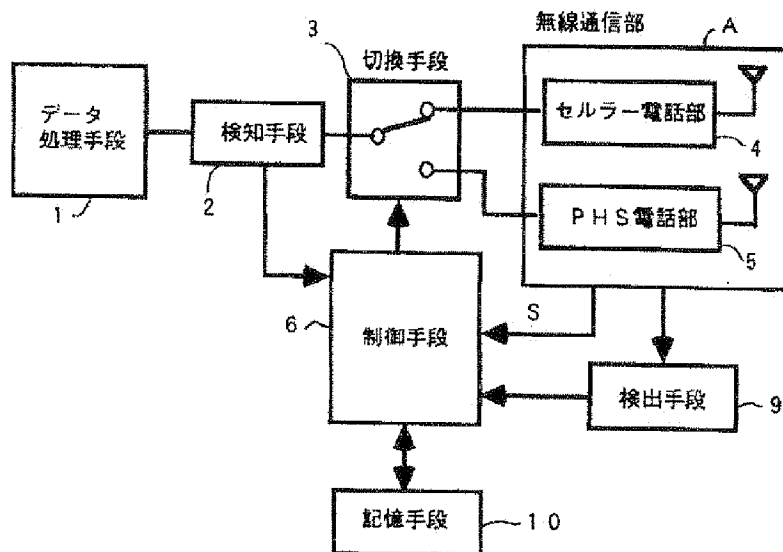 無線通信部
A
3
切換手段
データ
処理手段
検知手段
セルラー電話部
4
1
2
PHS電話部
5
6
制御手段
S
検出手段
9
記憶手段
10